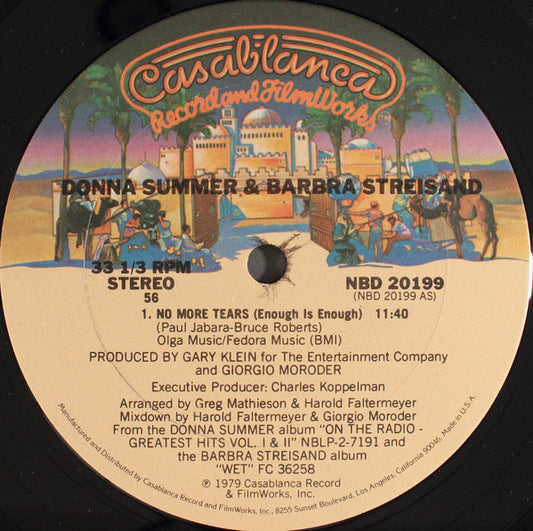 Casablanca
Record and FilmWorks
TM
DONNA SUMMER & BARBRA STREISAND
33 1/3 RPM
STEREO
56
NBD 20199
(NBD 20199 AS)
1. NO MORE TEARS (Enough Is Enough) 11:40
(Paul Jabara-Bruce Roberts)
Olga Music/Fedora Music (BMI)
PRODUCED BY GARY KLEIN for The Entertainment Company
and GIORGIO MORODER
Executive Producer: Charles Koppelman
Arranged by Greg Mathieson & Harold Faltermeyer
Mixdown by Harold Faltermeyer & Giorgio Moroder
From the DONNA SUMMER album "ON THE RADIO -
GREATEST HITS VOL. I & II" NBLP-2-7191 and
the BARBRA STREISAND album
"WET" FC 36258
℗ 1979 Casablanca Record
& FilmWorks, Inc.
Manufactured and Distributed by Casablanca Record and FilmWorks, Inc., 8255 Sunset Boulevard, Los Angeles, California 90046. Made in U.S.A.